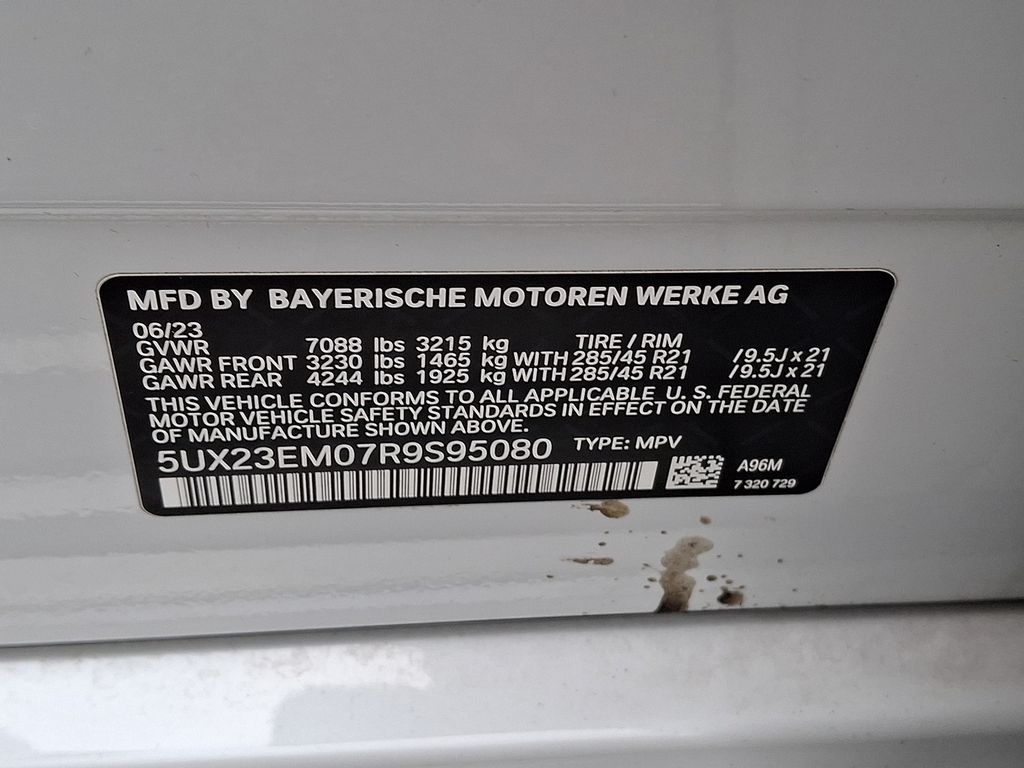 MFD BY BAYERISCHE MOTOREN WERKE AG
06/23
GVWR 7088 lbs 3215 kg TIRE / RIM
GAWR FRONT 3230 lbs 1465 kg WITH 285/45 R21 /9.5J x 21
GAWR REAR 4244 lbs 1925 kg WITH 285/45 R21 /9.5J x 21
THIS VEHICLE CONFORMS TO ALL APPLICABLE U. S. FEDERAL
MOTOR VEHICLE SAFETY STANDARDS IN EFFECT ON THE DATE
OF MANUFACTURE SHOWN ABOVE.
5UX23EM07R9S95080 TYPE: MPV
A96M
7 320 729